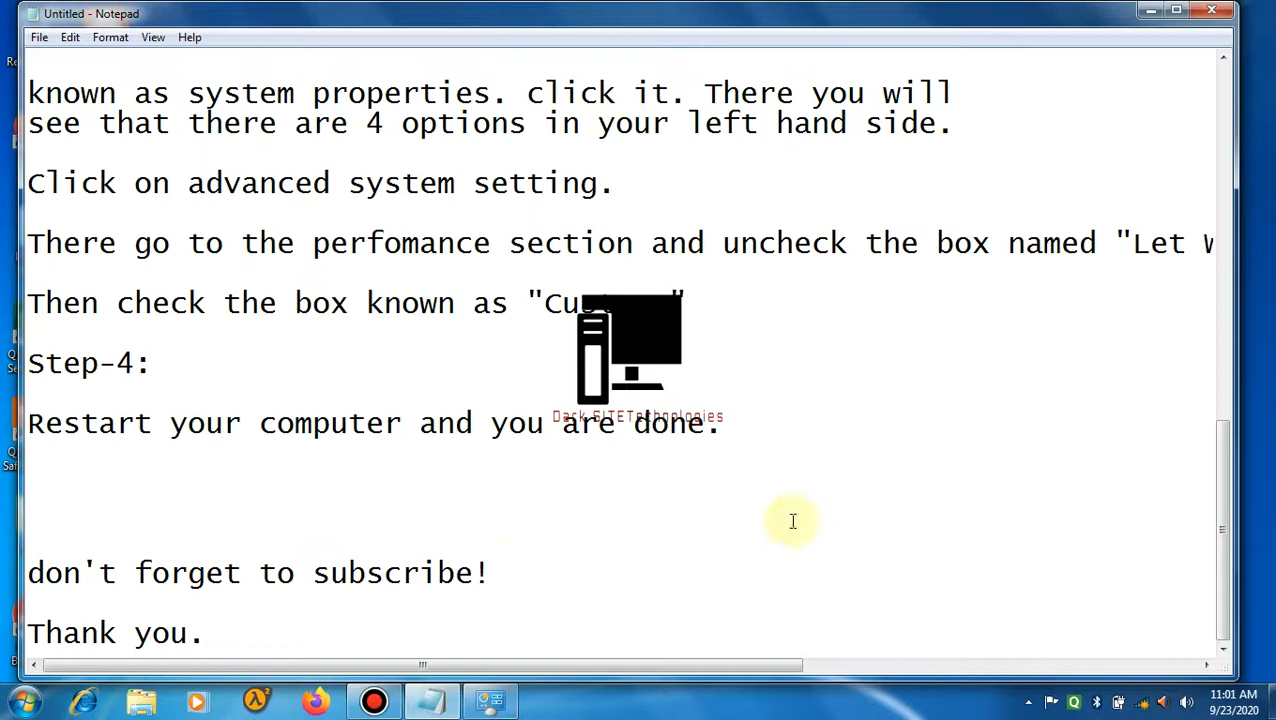 Untitled - Notepad
File Edit Format View Help
known as system properties. click it. There you will
see that there are 4 options in your left hand side.
Click on advanced system setting.
There go to the perfomance section and uncheck the box named "Let W
Then check the box known as
Step-4:
Restart your computer and you are done.
don't forget to subscribe!
Thank you.
11:01 AM
9/23/2020